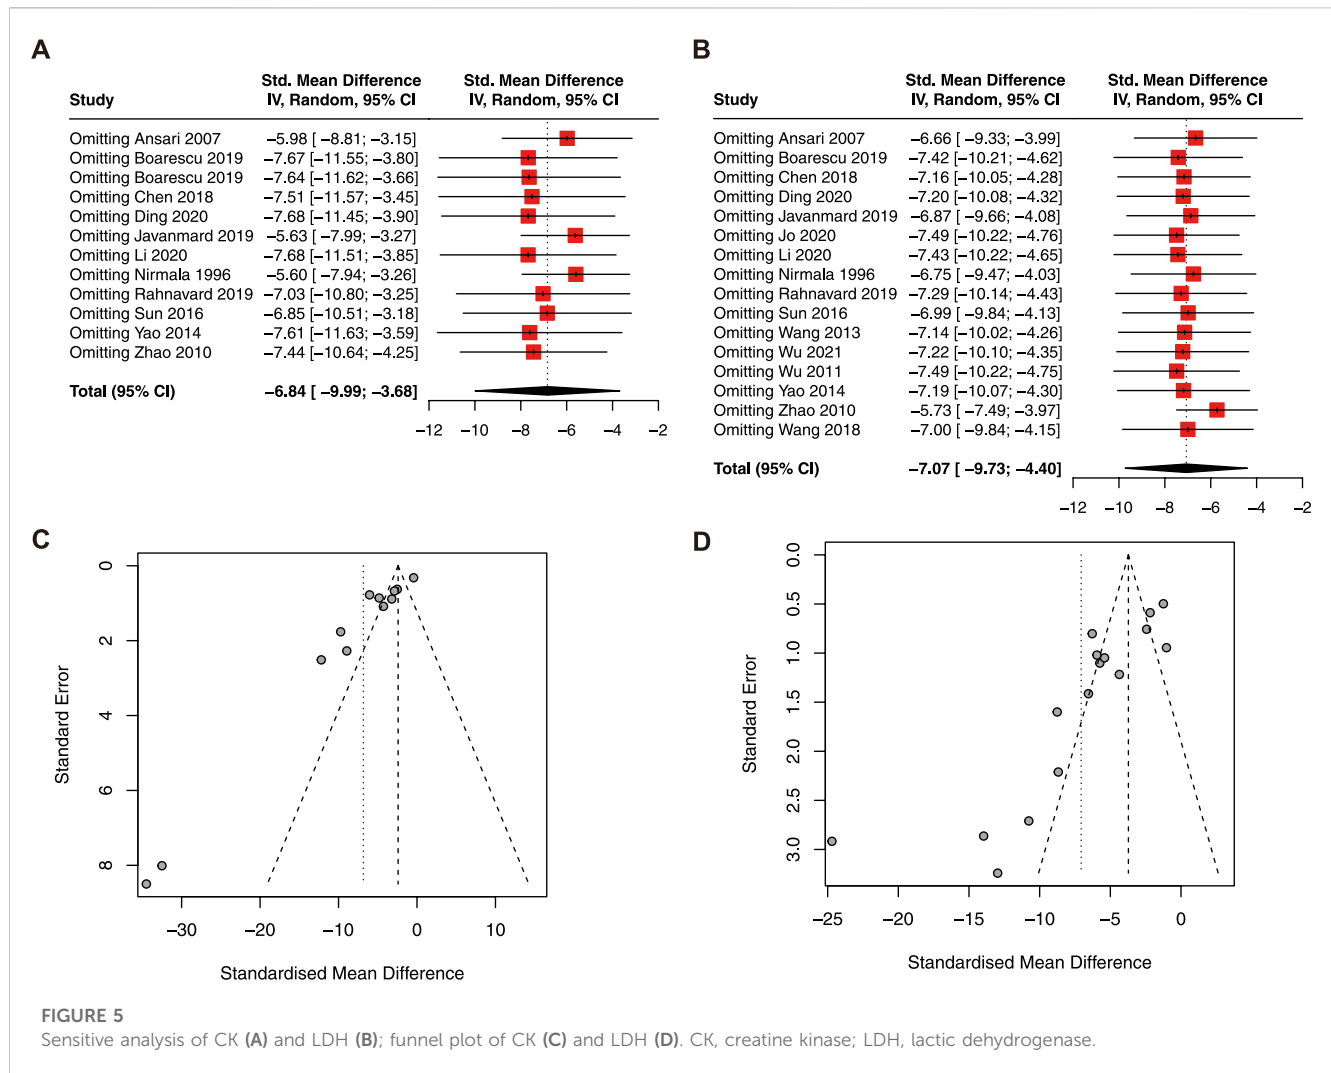 A
Std. Mean Difference Std. Mean Difference
Study IV, Random, 95% CI IV, Random, 95% CI
Omitting Ansari 2007 −5.98 [ −8.81; −3.15]
Omitting Boarescu 2019 −7.67 [−11.55; −3.80]
Omitting Boarescu 2019 −7.64 [−11.62; −3.66]
Omitting Chen 2018 −7.51 [−11.57; −3.45]
Omitting Ding 2020 −7.68 [−11.45; −3.90]
Omitting Javanmard 2019 −5.63 [ −7.99; −3.27]
Omitting Li 2020 −7.68 [−11.51; −3.85]
Omitting Nirmala 1996 −5.60 [ −7.94; −3.26]
Omitting Rahnavard 2019 −7.03 [−10.80; −3.25]
Omitting Sun 2016 −6.85 [−10.51; −3.18]
Omitting Yao 2014 −7.61 [−11.63; −3.59]
Omitting Zhao 2010 −7.44 [−10.64; −4.25]
Total (95% CI) −6.84 [ −9.99; −3.68]
−12 −10 −8 −6 −4 −2
B
Std. Mean Difference Std. Mean Difference
Study IV, Random, 95% CI IV, Random, 95% CI
Omitting Ansari 2007 −6.66 [ −9.33; −3.99]
Omitting Boarescu 2019 −7.42 [−10.21; −4.62]
Omitting Chen 2018 −7.16 [−10.05; −4.28]
Omitting Ding 2020 −7.20 [−10.08; −4.32]
Omitting Javanmard 2019 −6.87 [ −9.66; −4.08]
Omitting Jo 2020 −7.49 [−10.22; −4.76]
Omitting Li 2020 −7.43 [−10.22; −4.65]
Omitting Nirmala 1996 −6.75 [ −9.47; −4.03]
Omitting Rahnavard 2019 −7.29 [−10.14; −4.43]
Omitting Sun 2016 −6.99 [ −9.84; −4.13]
Omitting Wang 2013 −7.14 [−10.02; −4.26]
Omitting Wu 2021 −7.22 [−10.10; −4.35]
Omitting Wu 2011 −7.49 [−10.22; −4.75]
Omitting Yao 2014 −7.19 [−10.07; −4.30]
Omitting Zhao 2010 −5.73 [ −7.49; −3.97]
Omitting Wang 2018 −7.00 [ −9.84; −4.15]
Total (95% CI) −7.07 [ −9.73; −4.40]
−12 −10 −8 −6 −4 −2
C
Standard Error
0
2
4
6
8
−30 −20 −10 0 10
Standardised Mean Difference
D
Standard Error
0.0
0.5
1.0
1.5
2.0
2.5
3.0
−25 −20 −15 −10 −5 0
Standardised Mean Difference
FIGURE 5
Sensitive analysis of CK (A) and LDH (B); funnel plot of CK (C) and LDH (D). CK, creatine kinase; LDH, lactic dehydrogenase.